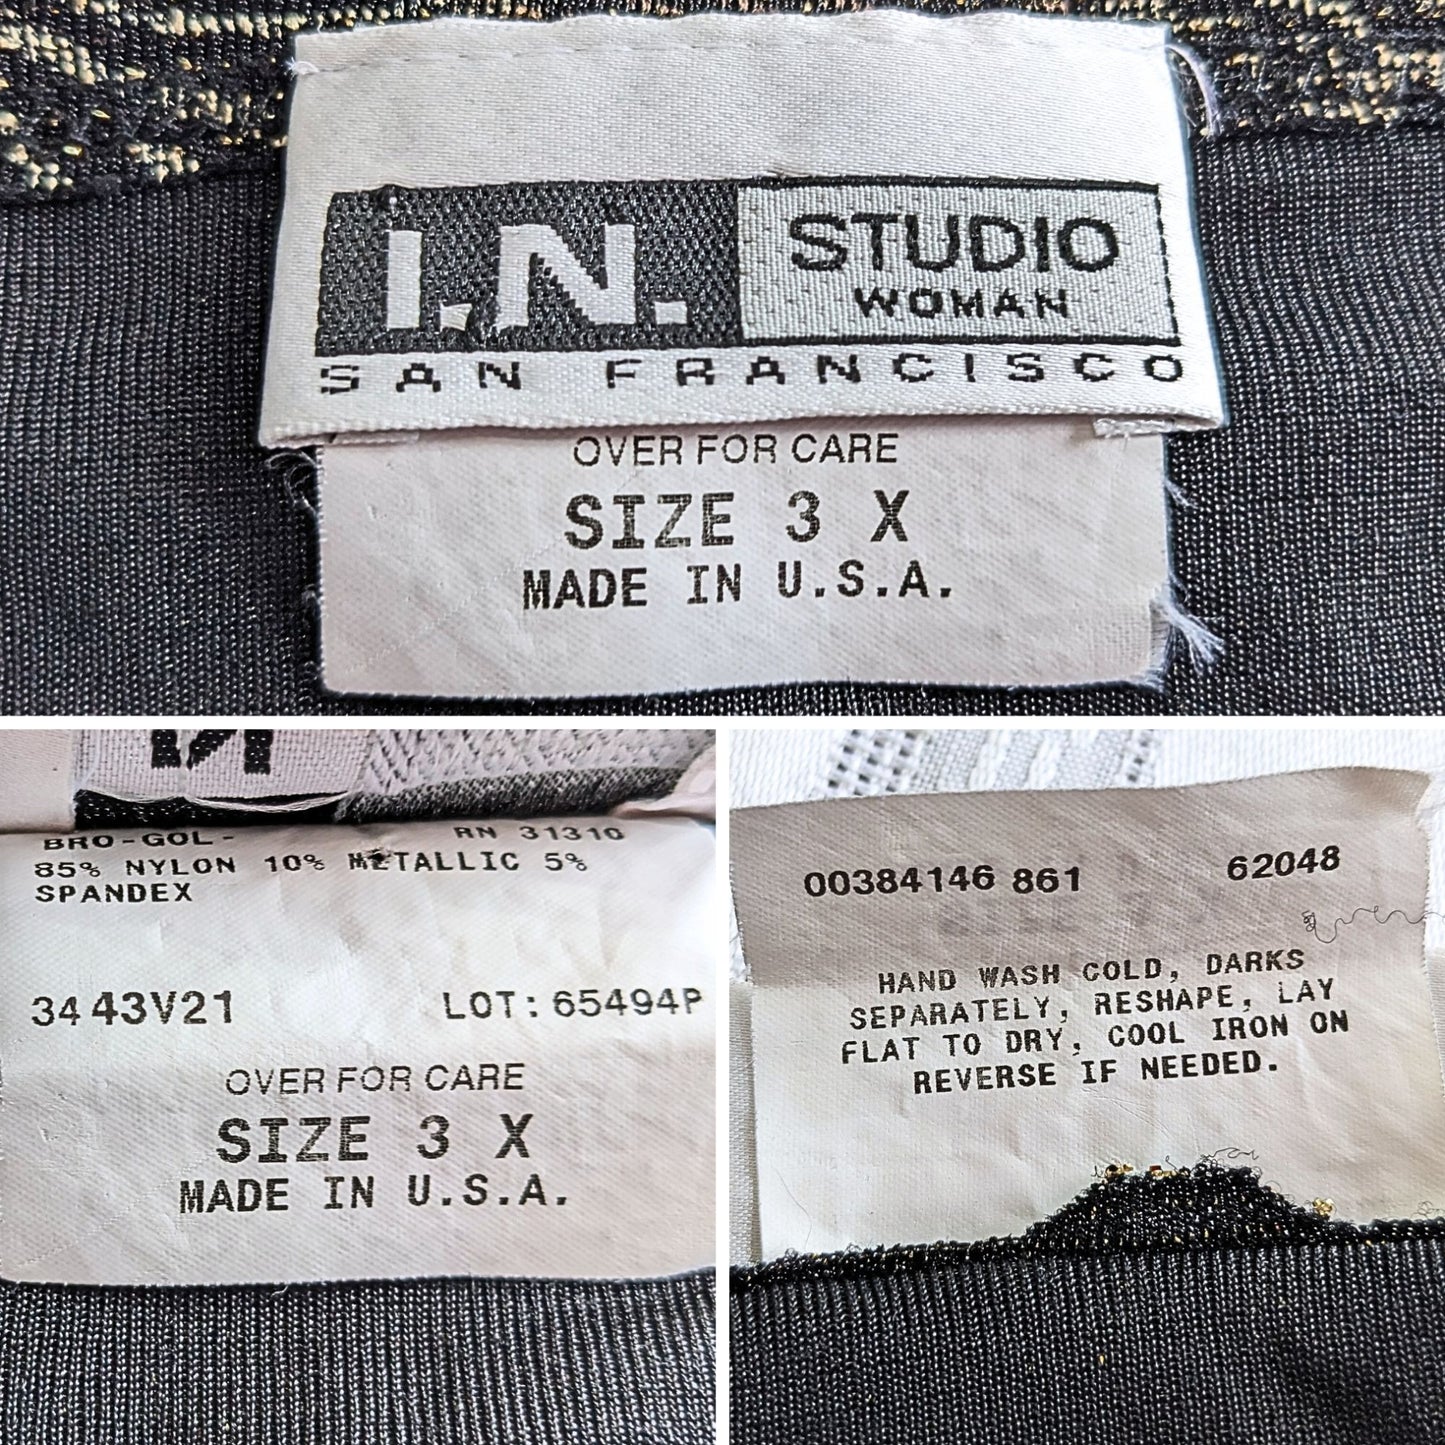 i.N. STUDIO
WOMAN
SAN FRANCISCO
OVER FOR CARE
SIZE 3 X
MADE IN U.S.A.
BRO-GOL- RN 31310
85% NYLON 10% METALLIC 5%
SPANDEX
34 43V21 LOT: 65494P
OVER FOR CARE
SIZE 3 X
MADE IN U.S.A.
00384146 861 62048
HAND WASH COLD, DARKS
SEPARATELY, RESHAPE, LAY
FLAT TO DRY, COOL IRON ON
REVERSE IF NEEDED.